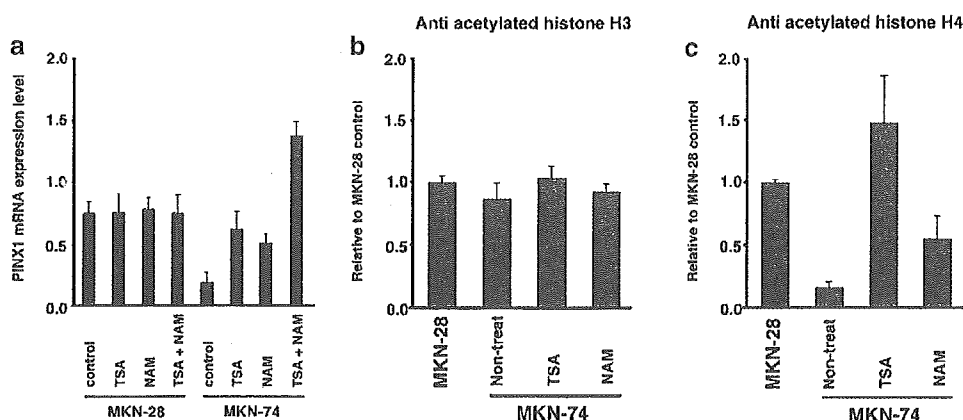 a
PINX1 mRNA expression level
2.0
1.5
1.0
0.5
0.0
control
TSA
NAM
TSA + NAM
control
TSA
NAM
TSA + NAM
MKN-28
MKN-74
Anti acetylated histone H3
b
Relative to MKN-28 control
2.0
1.5
1.0
0.5
0.0
MKN-28
Non-treat
TSA
NAM
MKN-74
Anti acetylated histone H4
c
Relative to MKN-28 control
2.0
1.5
1.0
0.5
0.0
MKN-28
Non-treat
TSA
NAM
MKN-74